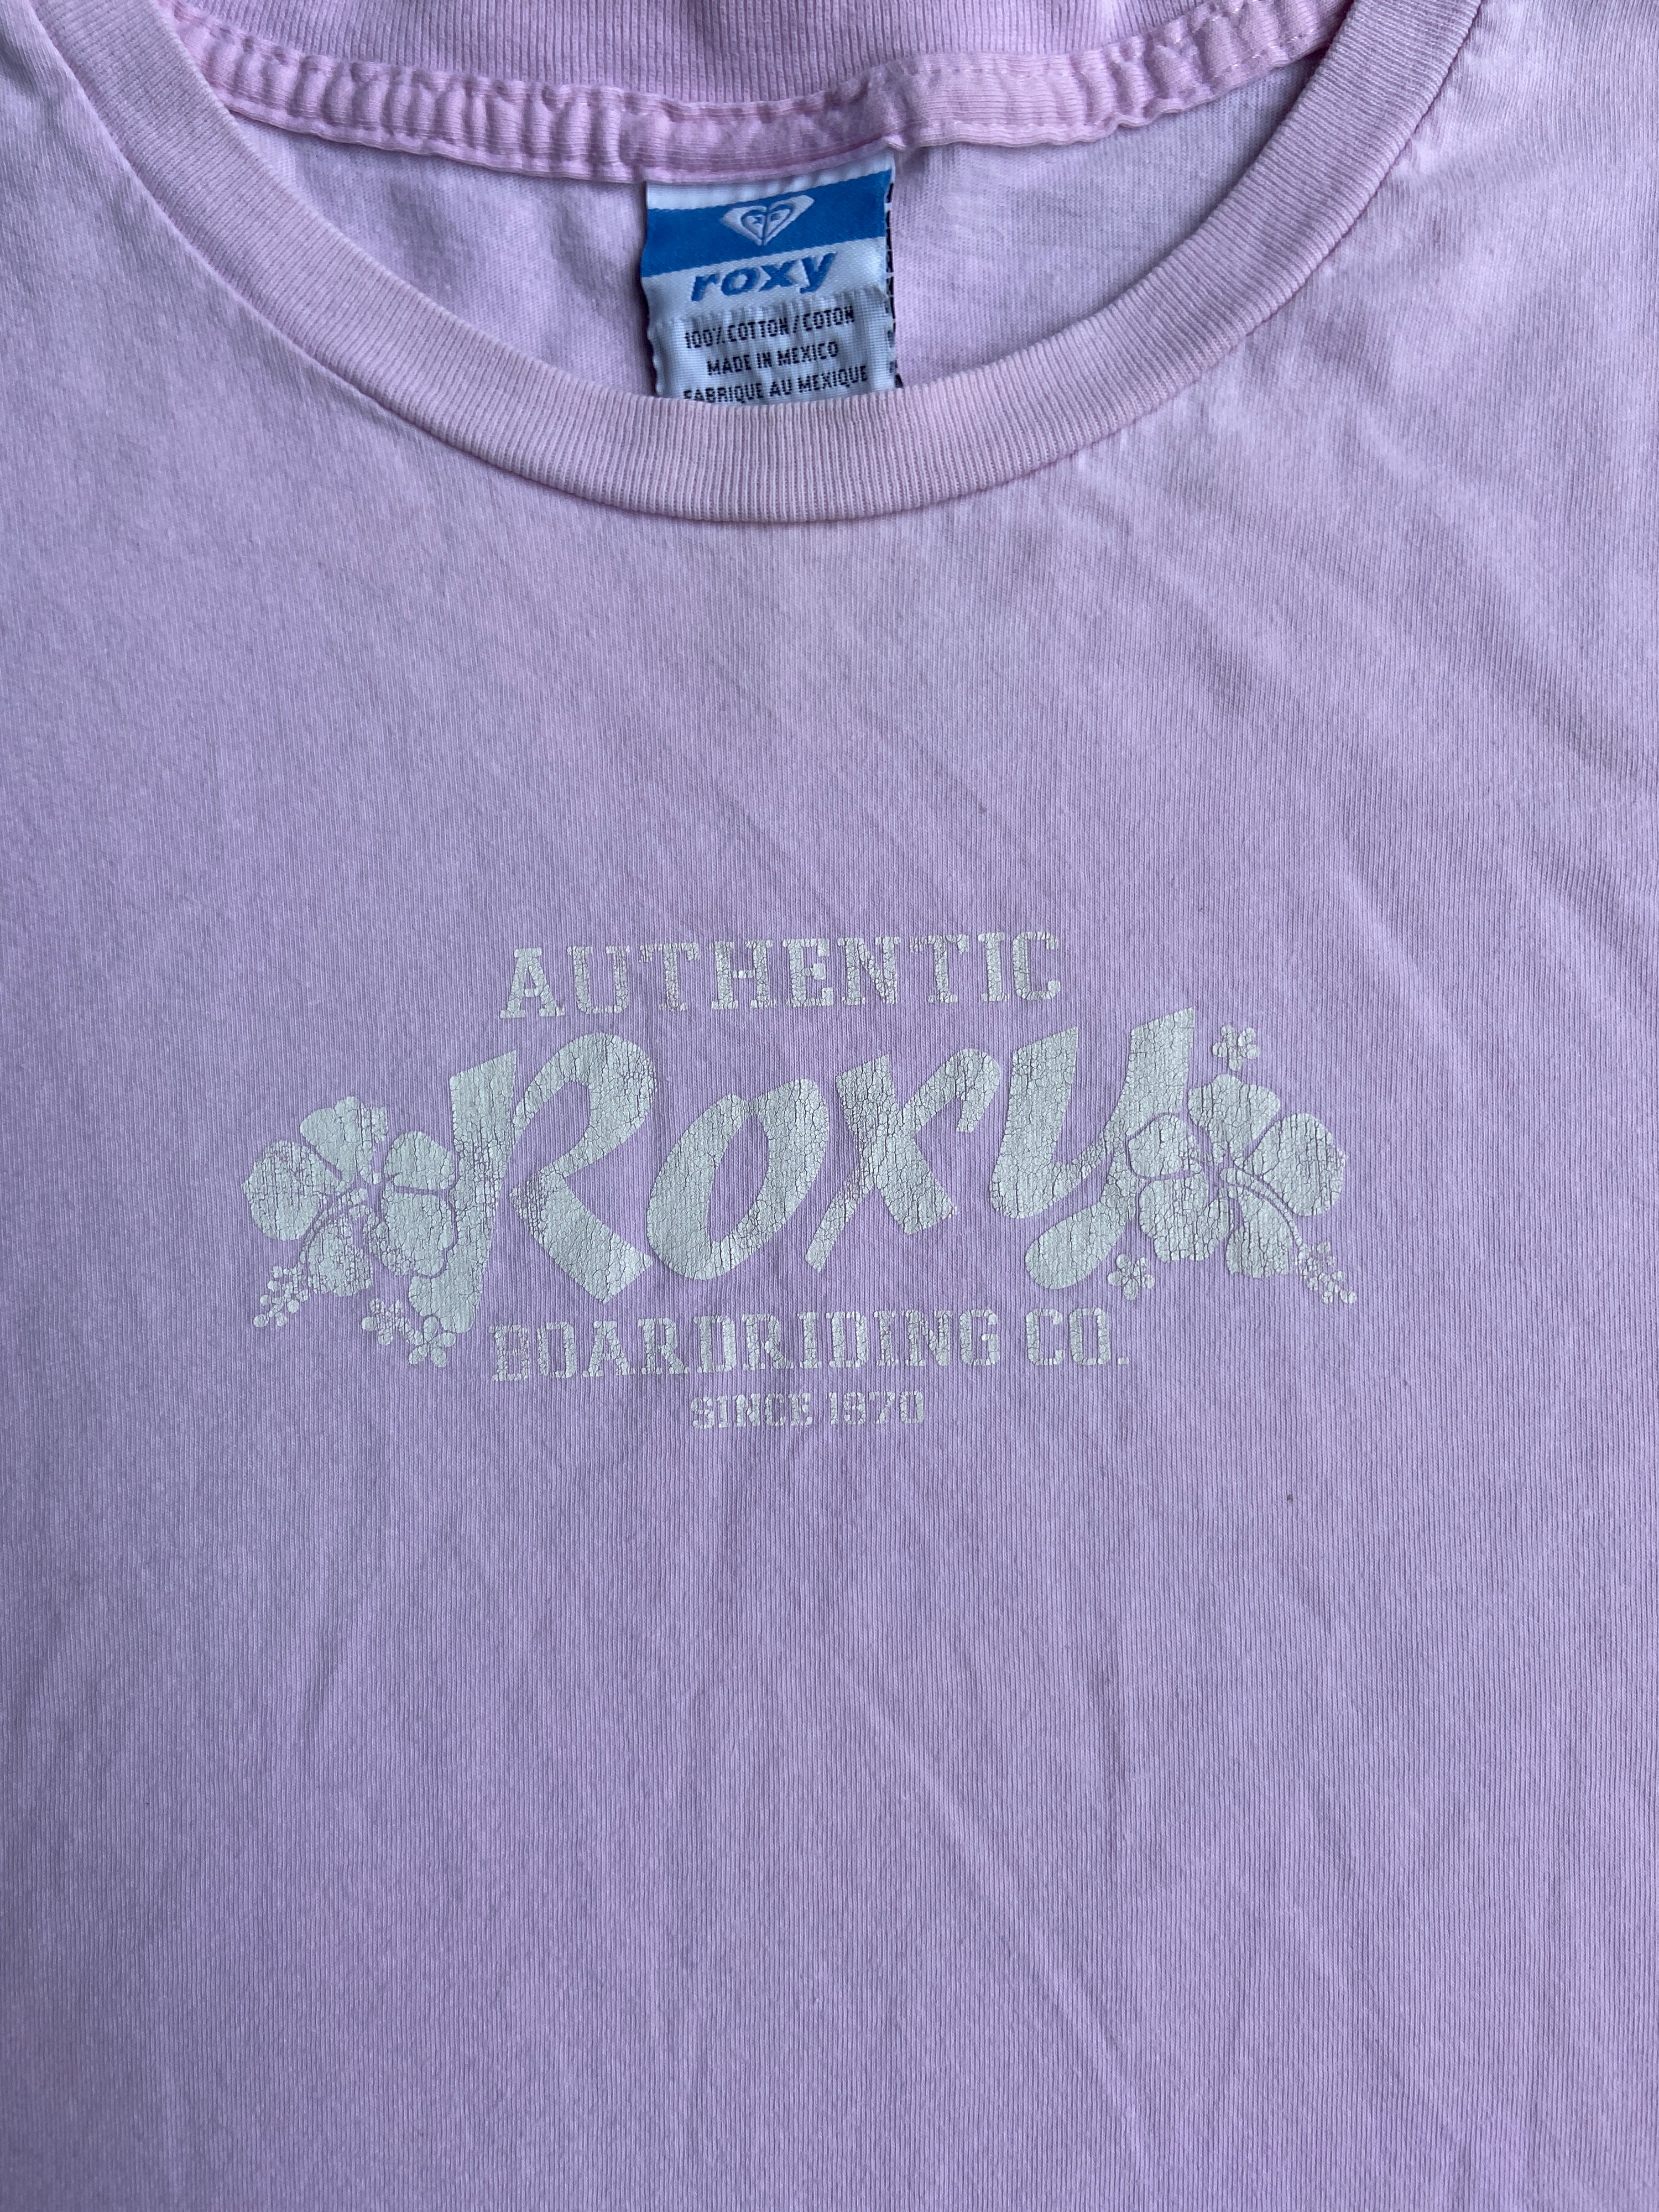 roxy
100% COTTON / COTON
MADE IN MEXICO
FABRIQUE AU MEXIQUE
AUTHENTIC
Roxy
BOARDRIDING CO.
SINCE 1970